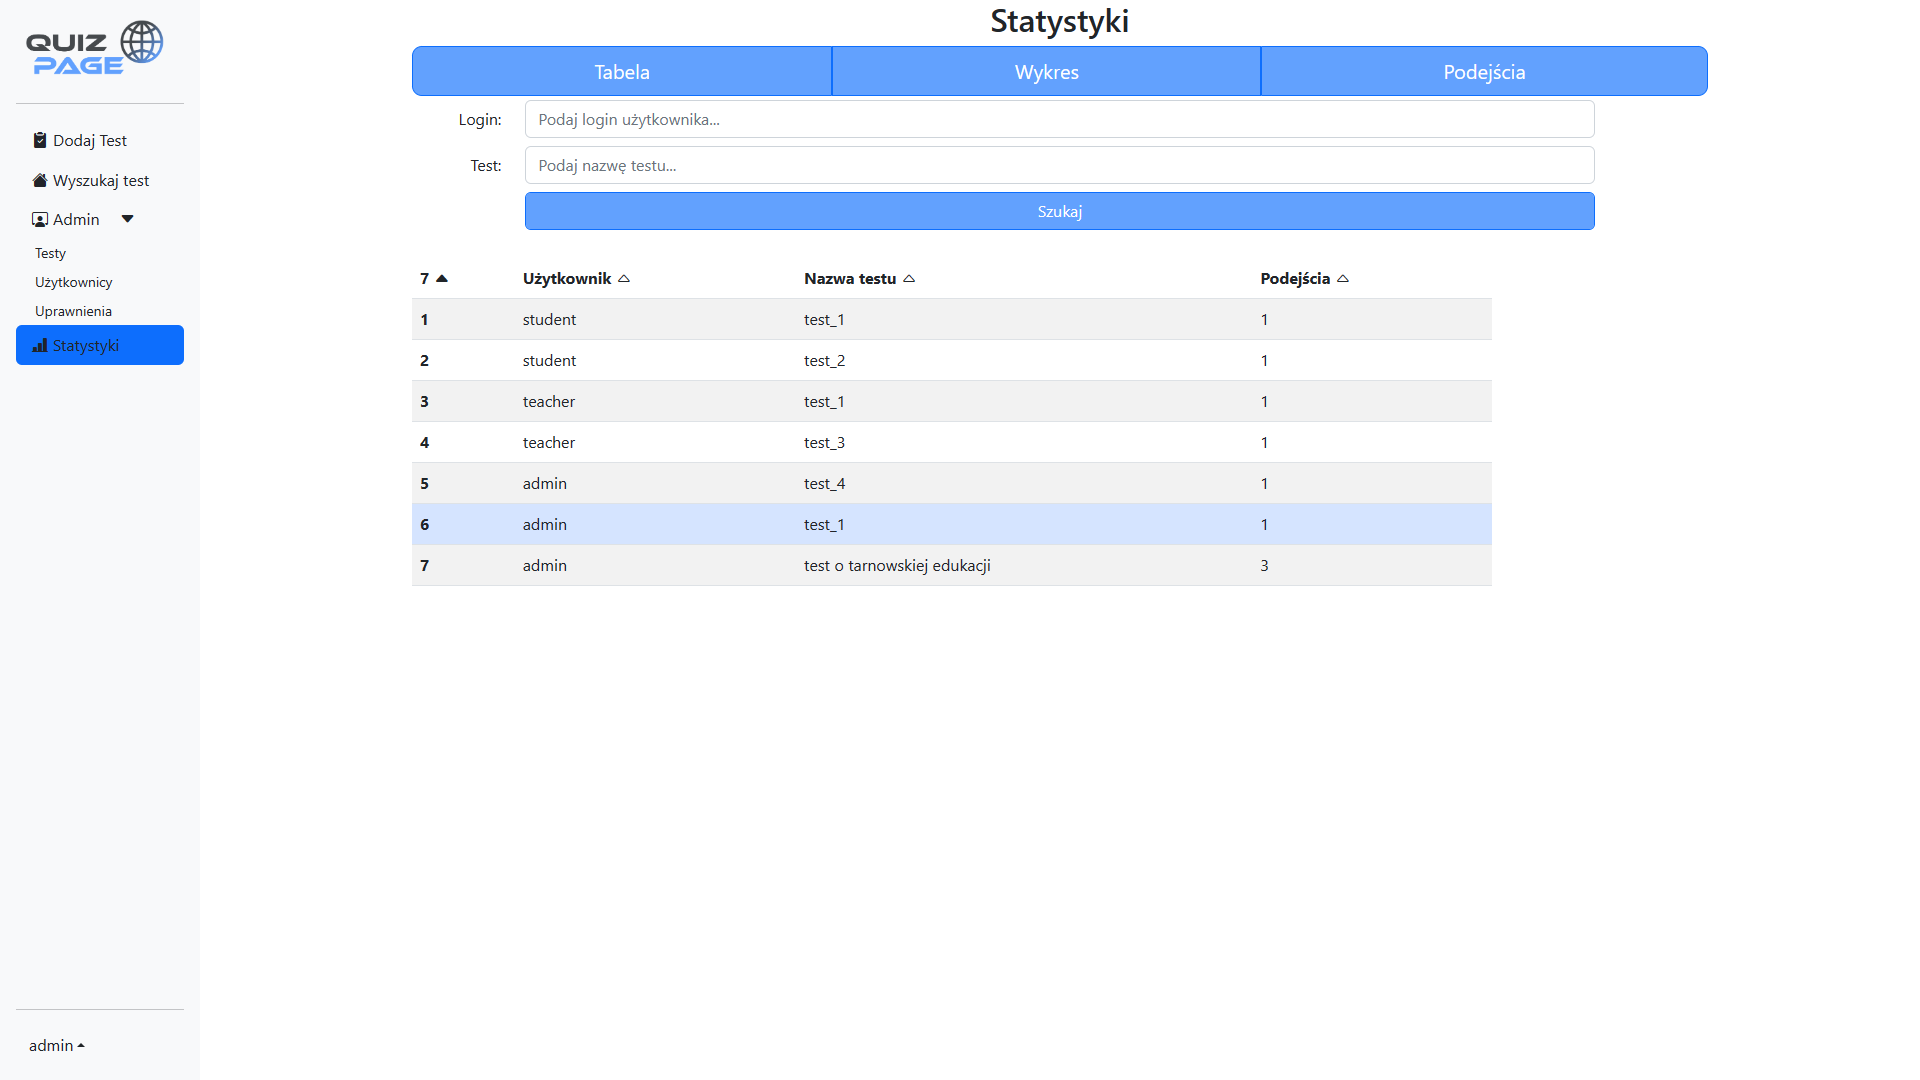 QUIZ
PAGE
Dodaj Test
Wyszukaj test
Admin
Testy
Użytkownicy
Uprawnienia
Statystyki
admin
Statystyki
Tabela Wykres Podejścia
Login: Podaj login użytkownika...
Test: Podaj nazwę testu...
Szukaj
7 Użytkownik Nazwa testu Podejścia
1 student test_1 1
2 student test_2 1
3 teacher test_1 1
4 teacher test_3 1
5 admin test_4 1
6 admin test_1 1
7 admin test o tarnowskiej edukacji 3